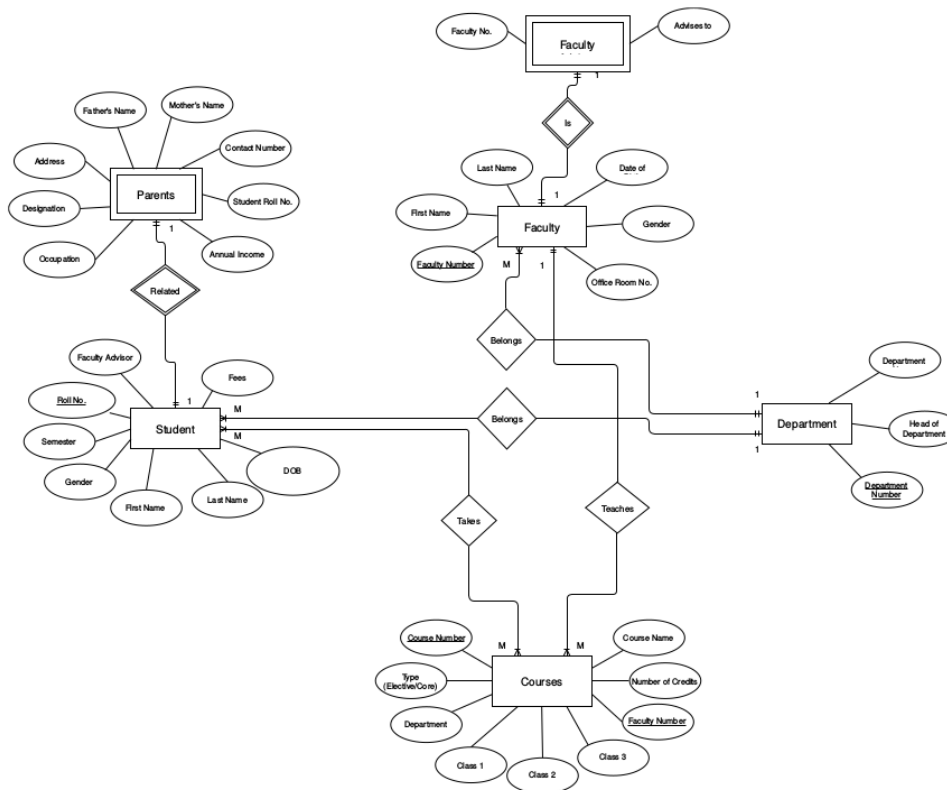 Faculty No.
Faculty
Advises to
1
Is
Father's Name
Mother's Name
Address
Contact Number
Designation
Parents
Student Roll No.
Occupation
1
Annual Income
Related
Last Name
Date of
First Name
1
Faculty
Gender
Faculty Number
M
1
Office Room No.
Belongs
Faculty Advisor
Fees
Roll No.
1
M
Student
M
Semester
Gender
DOB
First Name
Last Name
Belongs
Department
1
Department
Head of
Department
1
Department
Number
Takes
Teaches
M
M
Course Number
Course Name
Type
(Elective/Core)
Courses
Number of Credits
Department
Faculty Number
Class 1
Class 2
Class 3